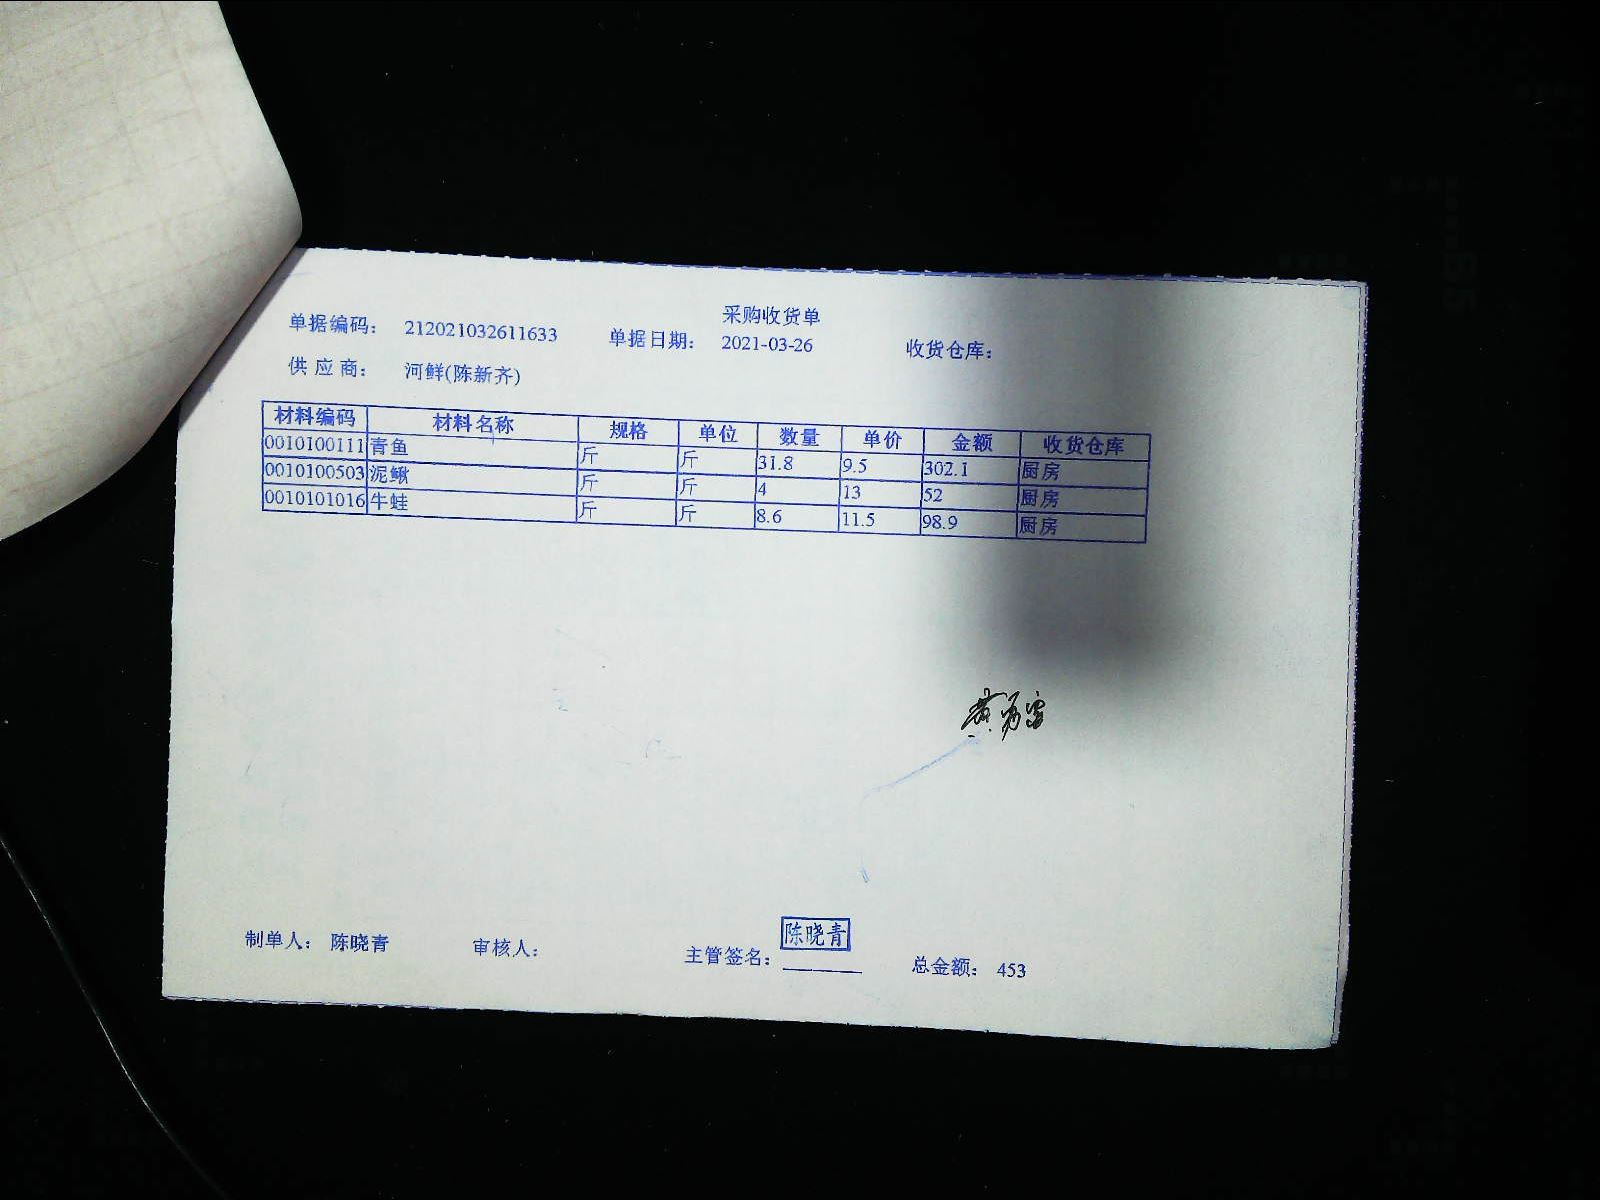 采购收货单
单据编码： 212021032611633 单据日期： 2021-03-26 收货仓库：
供 应 商： 河鲜(陈新齐)
材料编码 材料名称 规格 单位 数量 单价 金额 收货仓库
0010100111 青鱼 斤 斤 31.8 9.5 302.1 厨房
0010100503 泥鳅 斤 斤 4 13 52 厨房
0010101016 牛蛙 斤 斤 8.6 11.5 98.9 厨房
陈晓青
制单人： 陈晓青 审核人： 主管签名： 总金额： 453